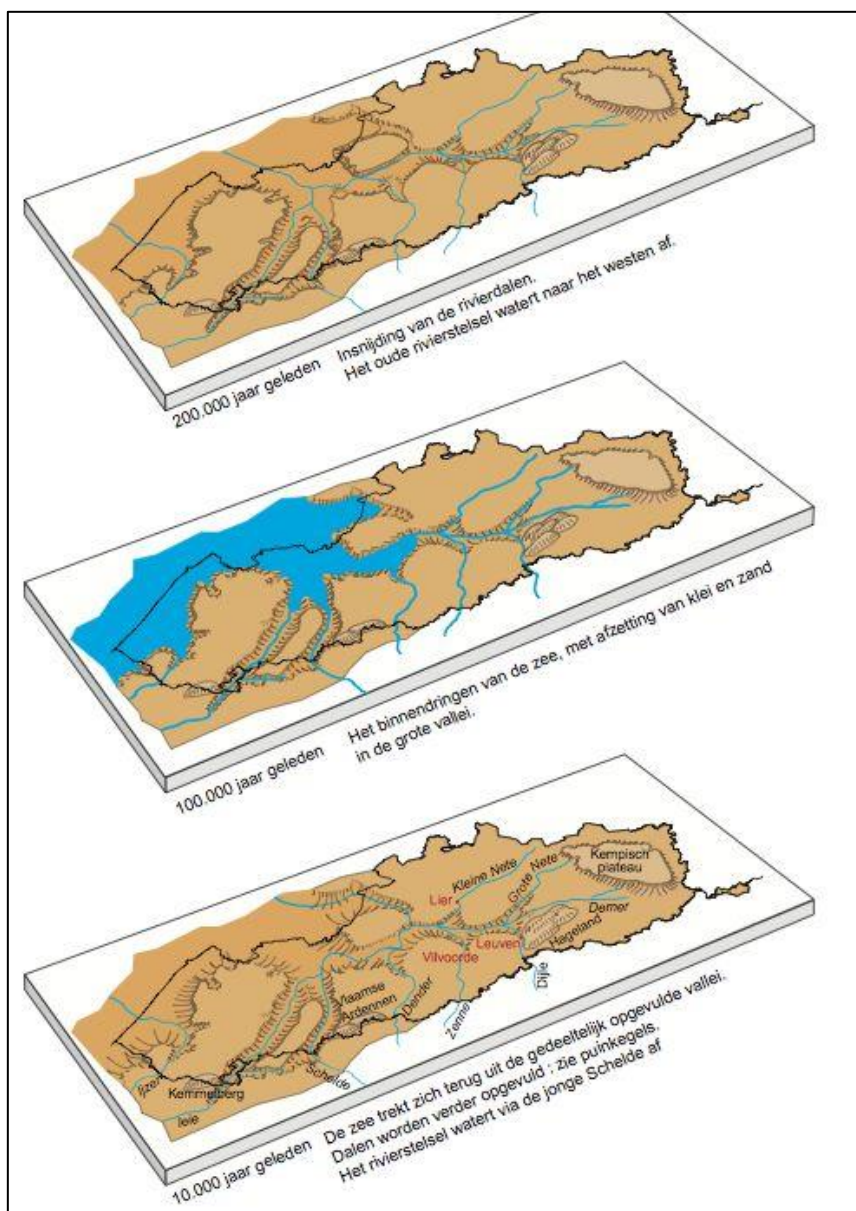 200.000 jaar geleden Insnijding van de rivierdalen.
Het oude rivierstelsel watert naar het westen af.
100.000 jaar geleden Het binnendringen van de zee, met afzetting van klei en zand
in de grote vallei.
Kempisch
plateau
Kleine Nete
Grote Nete
Lier
Demer
Hageland
Leuven
Vilvoorde
Dijle
Vlaamse
Ardennen
Dender
Zenne
Schelde
Ijzer
Kemmelberg
leie
10.000 jaar geleden De zee trekt zich terug uit de gedeeltelijk opgevulde vallei.
Dalen worden verder opgevuld : zie puinkegels.
Het rivierstelsel watert via de jonge Schelde af